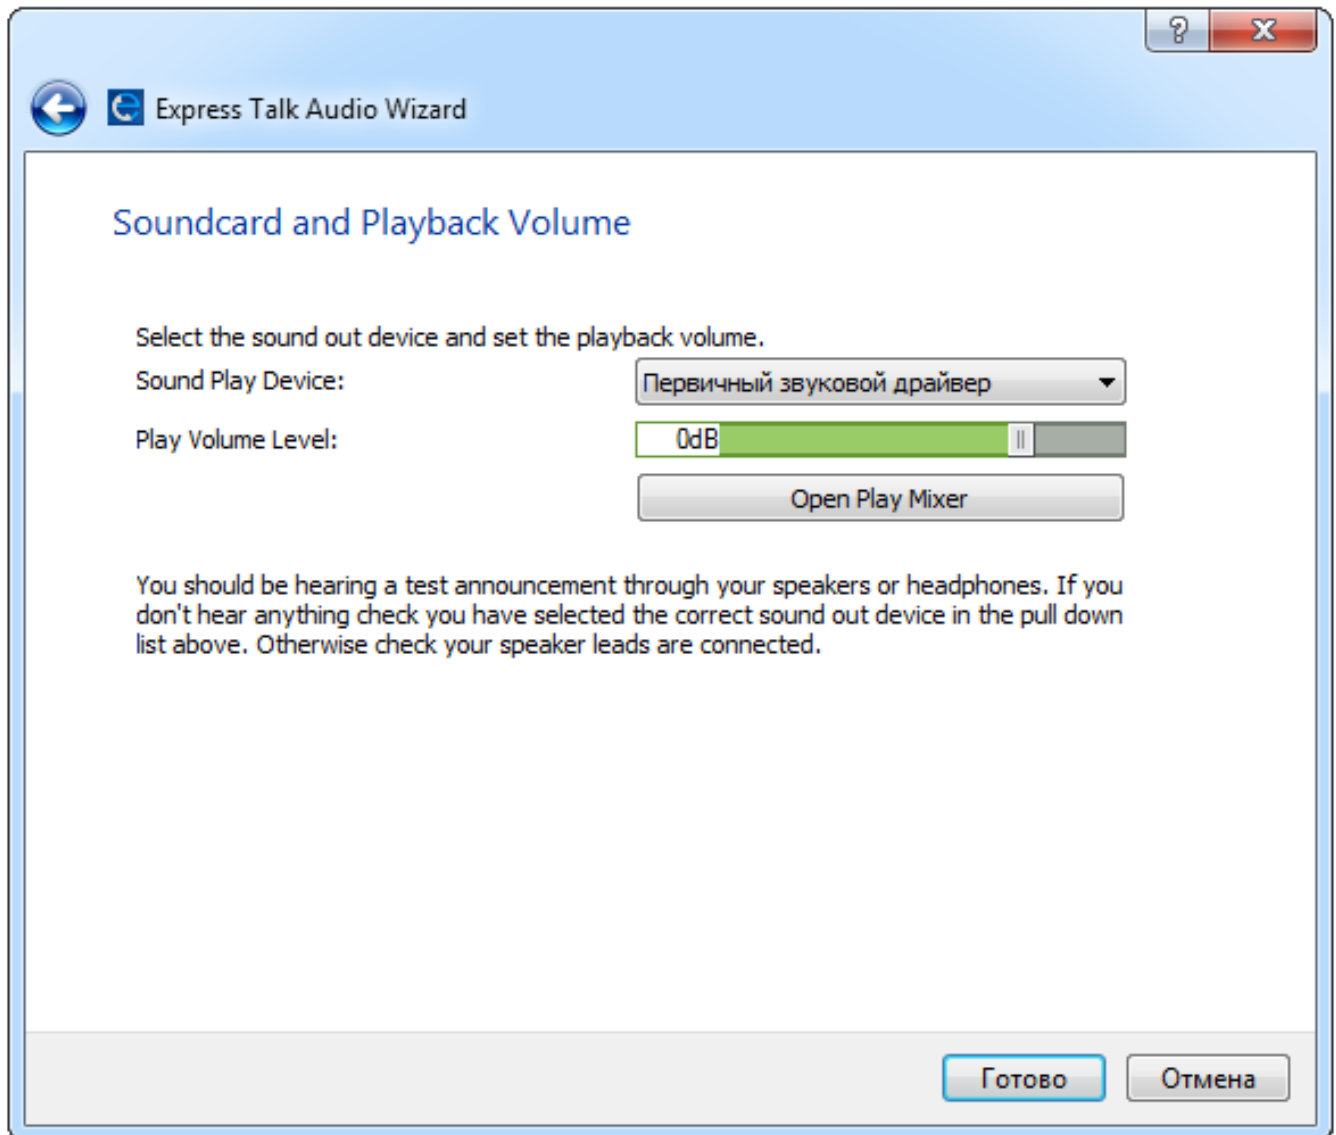 Express Talk Audio Wizard
Soundcard and Playback Volume
Select the sound out device and set the playback volume.
Sound Play Device:
Первичный звуковой драйвер
Play Volume Level:
0dB
Open Play Mixer
You should be hearing a test announcement through your speakers or headphones. If you
don't hear anything check you have selected the correct sound out device in the pull down
list above. Otherwise check your speaker leads are connected.
Готово
Отмена